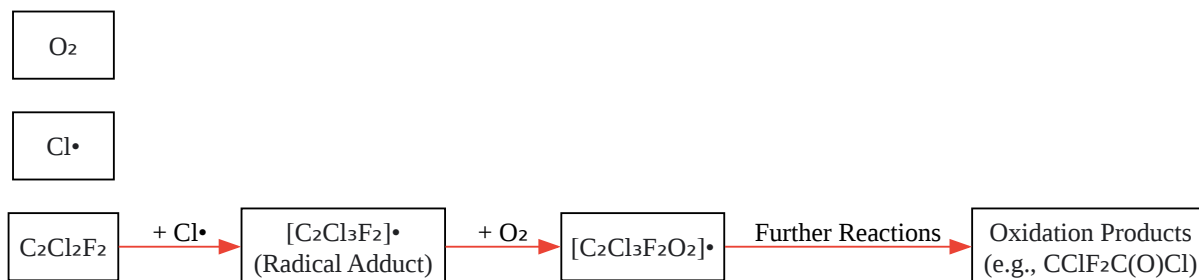 O₂
Cl•
C₂Cl₂F₂
+ Cl•
[C₂Cl₃F₂]•
(Radical Adduct)
+ O₂
[C₂Cl₃F₂O₂]•
Further Reactions
Oxidation Products
(e.g., CClF₂C(O)Cl)